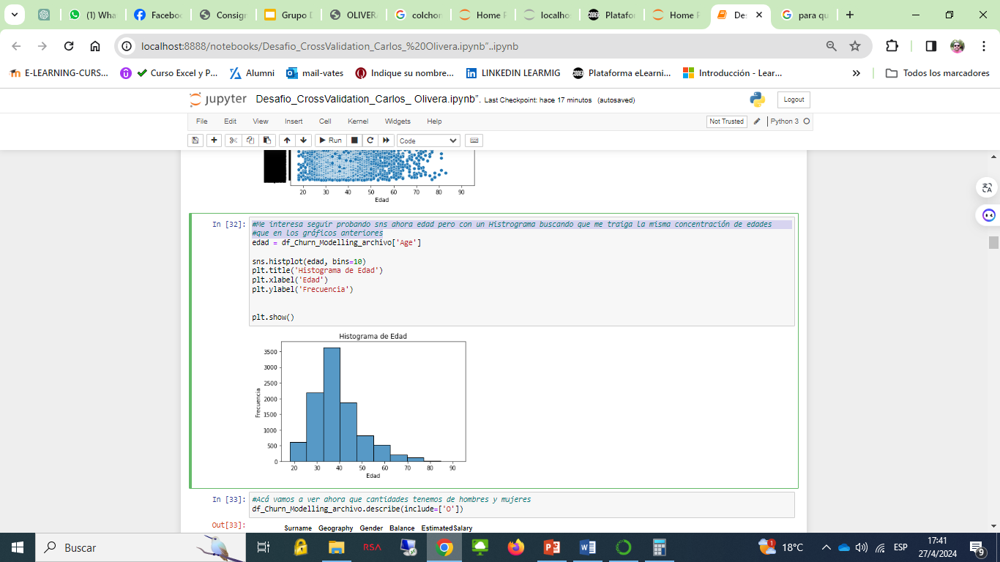 (1) Wha
Faceboo
Consign
Grupo D
OLIVERA
colchon
Home P
localho
Platafor
Home P
Des
para qu
localhost:8888/notebooks/Desafio_CrossValidation_Carlos_%20Olivera.ipynb"..ipynb
E-LEARNING-CURS...
Curso Excel y P...
Alumni
mail-vates
Indique su nombre...
LINKEDIN LEARMIG
Plataforma eLearni...
Introducción - Lear...
Todos los marcadores
jupyter Desafio_CrossValidation_Carlos_ Olivera.ipynb". Last Checkpoint: hace 17 minutos (autosaved)
Logout
File Edit View Insert Cell Kernel Widgets Help
Not Trusted
Python 3
Run
Code
20 30 40 50 60 70 80 90
Edad
In [32]:
#Me interesa seguir probando sns ahora edad pero con un Histrograma buscando que me traiga la misma concentración de edades
#que en los gráficos anteriores
edad = df_Churn_Modelling_archivo['Age']
sns.histplot(edad, bins=10)
plt.title('Histograma de Edad')
plt.xlabel('Edad')
plt.ylabel('Frecuencia')
plt.show()
Histograma de Edad
3500
3000
2500
2000
1500
1000
500
0
Frecuencia
20 30 40 50 60 70 80 90
Edad
In [33]:
#Acá vamos a ver ahora que cantidades tenemos de hombres y mujeres
df_Churn_Modelling_archivo.describe(include=['O'])
Out[33]:
Surname Geography Gender Balance EstimatedSalary
Buscar
RSA
1
18°C
ESP
17:41
27/4/2024
9